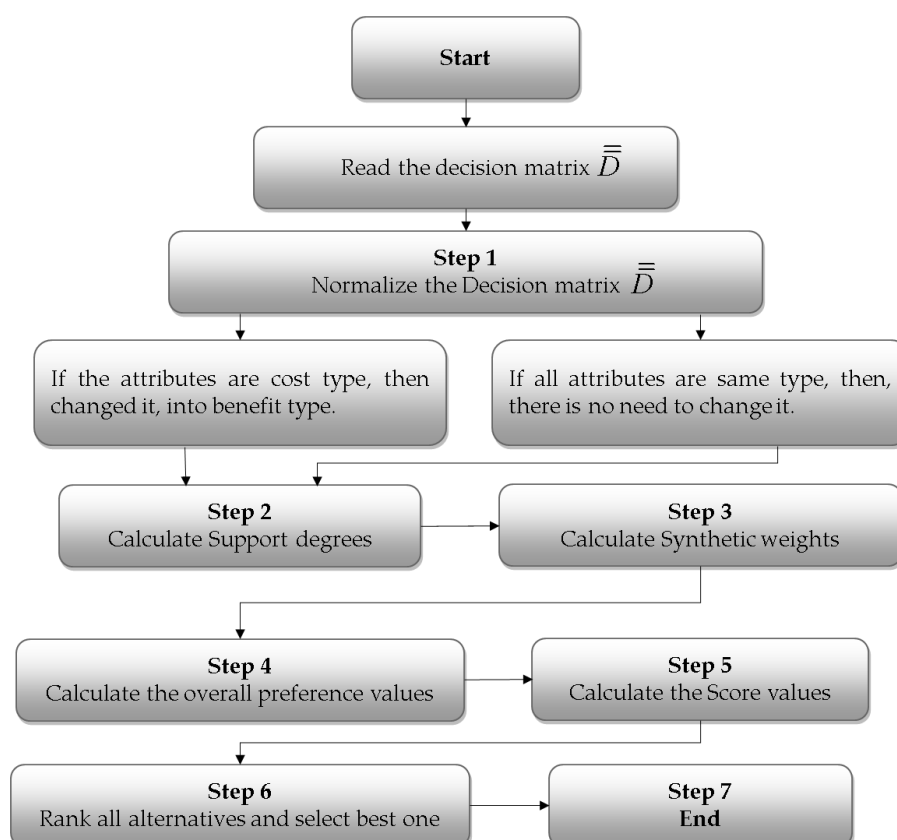 Start
Read the decision matrix D̿
Step 1
Normalize the Decision matrix D̿
If the attributes are cost type, then
changed it, into benefit type.
If all attributes are same type, then,
there is no need to change it.
Step 2
Calculate Support degrees
Step 3
Calculate Synthetic weights
Step 4
Calculate the overall preference values
Step 5
Calculate the Score values
Step 6
Rank all alternatives and select best one
Step 7
End